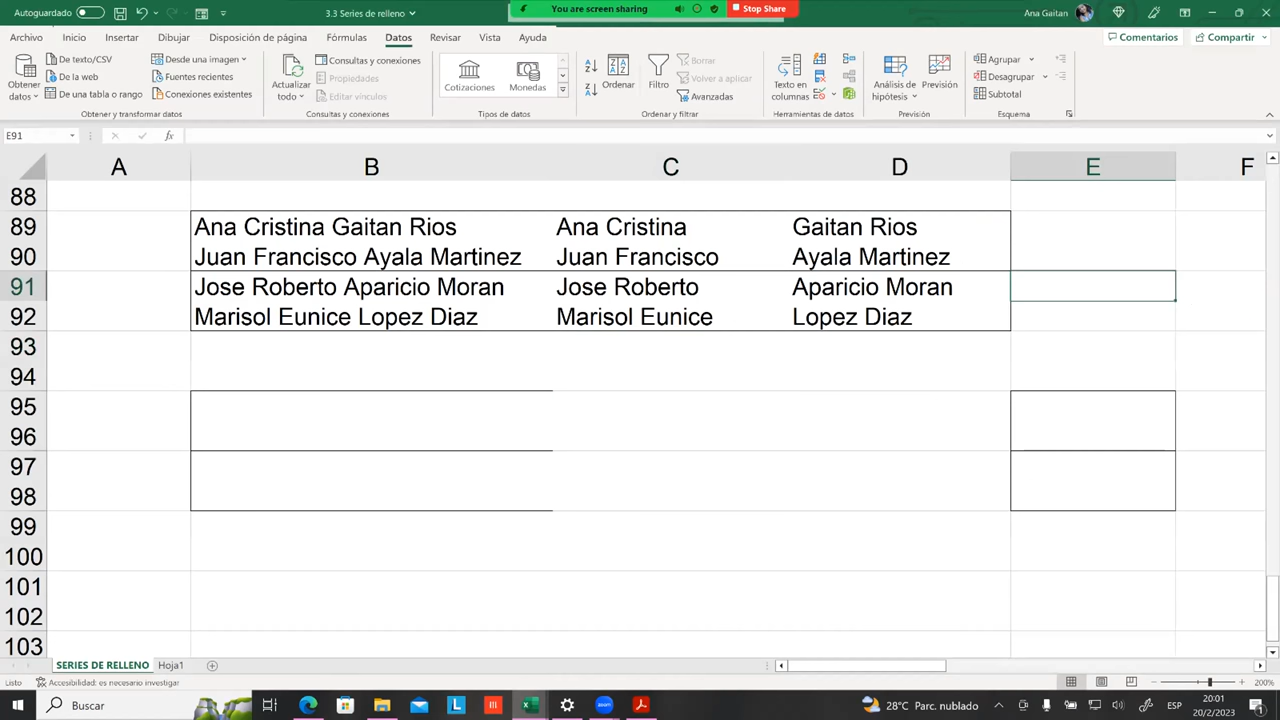 Autoguardado
3.3 Series de relleno
You are screen sharing
Stop Share
Ana Gaitan
Archivo Inicio Insertar Dibujar Disposición de página Fórmulas Datos Revisar Vista Ayuda
Comentarios
Compartir
Obtener datos
De texto/CSV
De la web
De una tabla o rango
Desde una imagen
Fuentes recientes
Conexiones existentes
Obtener y transformar datos
Actualizar todo
Consultas y conexiones
Propiedades
Editar vínculos
Consultas y conexiones
Cotizaciones
Monedas
Tipos de datos
Ordenar
Filtro
Borrar
Volver a aplicar
Avanzadas
Ordenar y filtrar
Texto en columnas
Herramientas de datos
Análisis de hipótesis
Previsión
Previsión
Agrupar
Desagrupar
Subtotal
Esquema
E91
fx
A B C D E F
88
89 Ana Cristina Gaitan Rios Ana Cristina Gaitan Rios
90 Juan Francisco Ayala Martinez Juan Francisco Ayala Martinez
91 Jose Roberto Aparicio Moran Jose Roberto Aparicio Moran
92 Marisol Eunice Lopez Diaz Marisol Eunice Lopez Diaz
93
94
95
96
97
98
99
100
101
102
103
SERIES DE RELLENO Hoja1
Listo
Accesibilidad: es necesario investigar
200%
Buscar
28°C Parc. nublado
ESP
20:01
20/2/2023